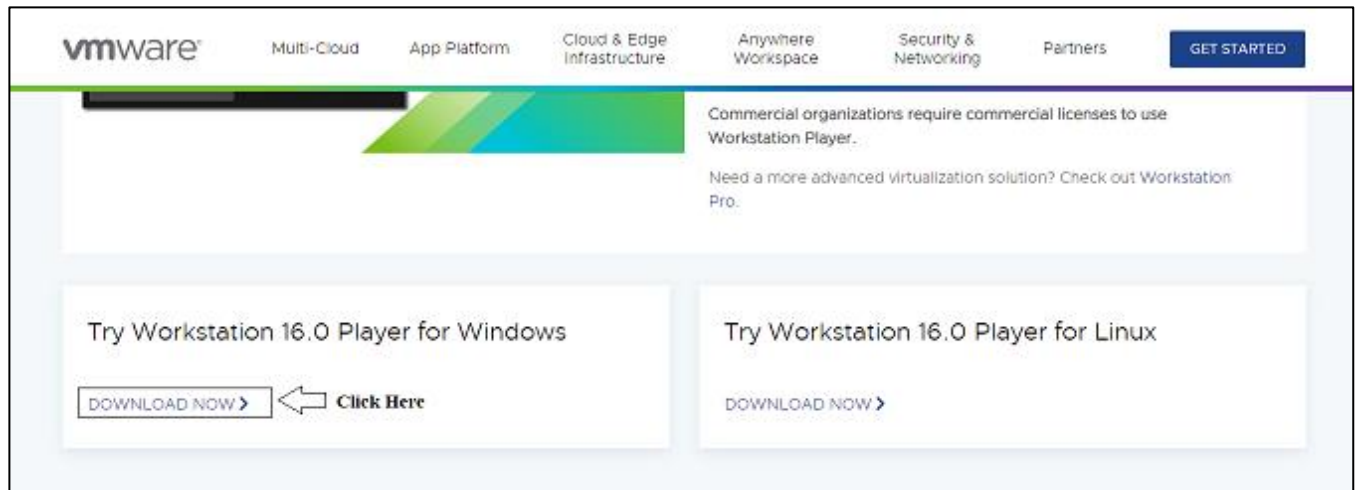 vmware
Multi-Cloud
App Platform
Cloud & Edge
Infrastructure
Anywhere
Workspace
Security &
Networking
Partners
GET STARTED
Commercial organizations require commercial licenses to use
Workstation Player.
Need a more advanced virtualization solution? Check out Workstation
Pro.
Try Workstation 16.0 Player for Windows
DOWNLOAD NOW
Click Here
Try Workstation 16.0 Player for Linux
DOWNLOAD NOW